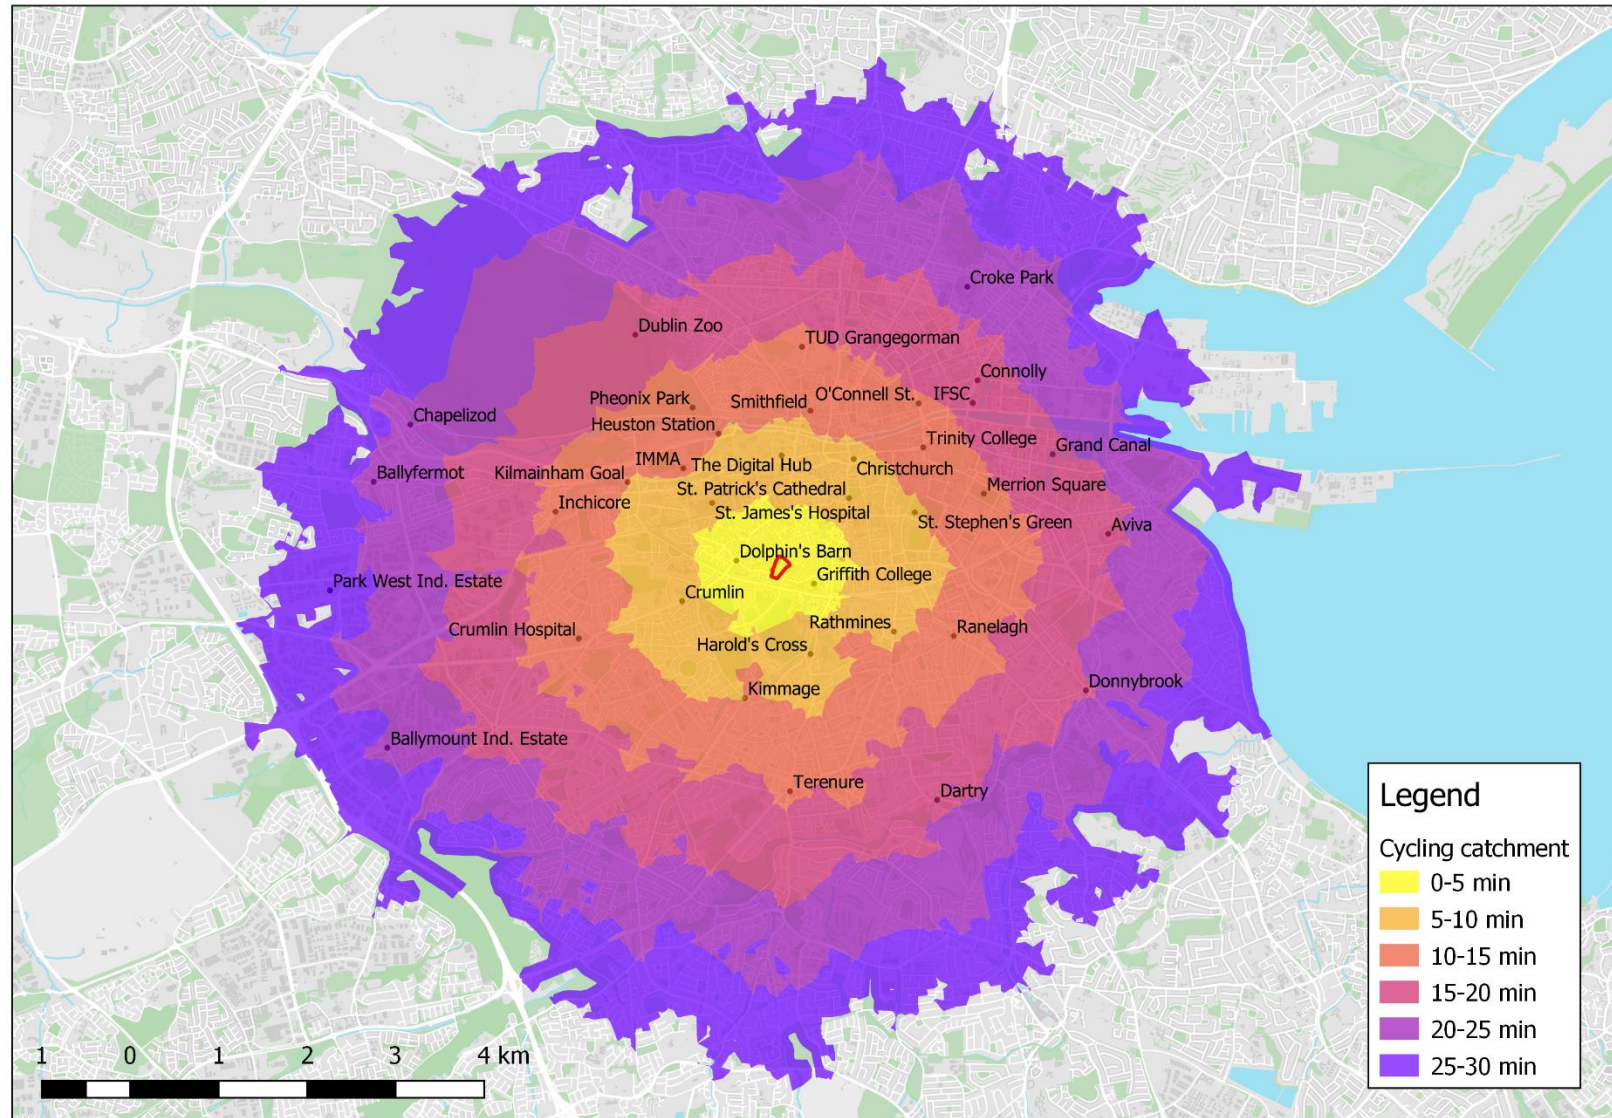 Croke Park
Dublin Zoo
TUD Grangegorman
Connolly
Pheonix Park
Smithfield
O'Connell St.
IFSC
Chapelizod
Heuston Station
Trinity College
Grand Canal
Ballyfermot
Kilmainham Goal
IMMA
The Digital Hub
Christchurch
St. Patrick's Cathedral
Merrion Square
Inchicore
St. James's Hospital
St. Stephen's Green
Aviva
Dolphin's Barn
Griffith College
Park West Ind. Estate
Crumlin
Crumlin Hospital
Rathmines
Ranelagh
Harold's Cross
Kimmage
Donnybrook
Ballymount Ind. Estate
Terenure
Dartry
Legend
Cycling catchment
0-5 min
5-10 min
10-15 min
15-20 min
20-25 min
25-30 min
1 0 1 2 3 4 km